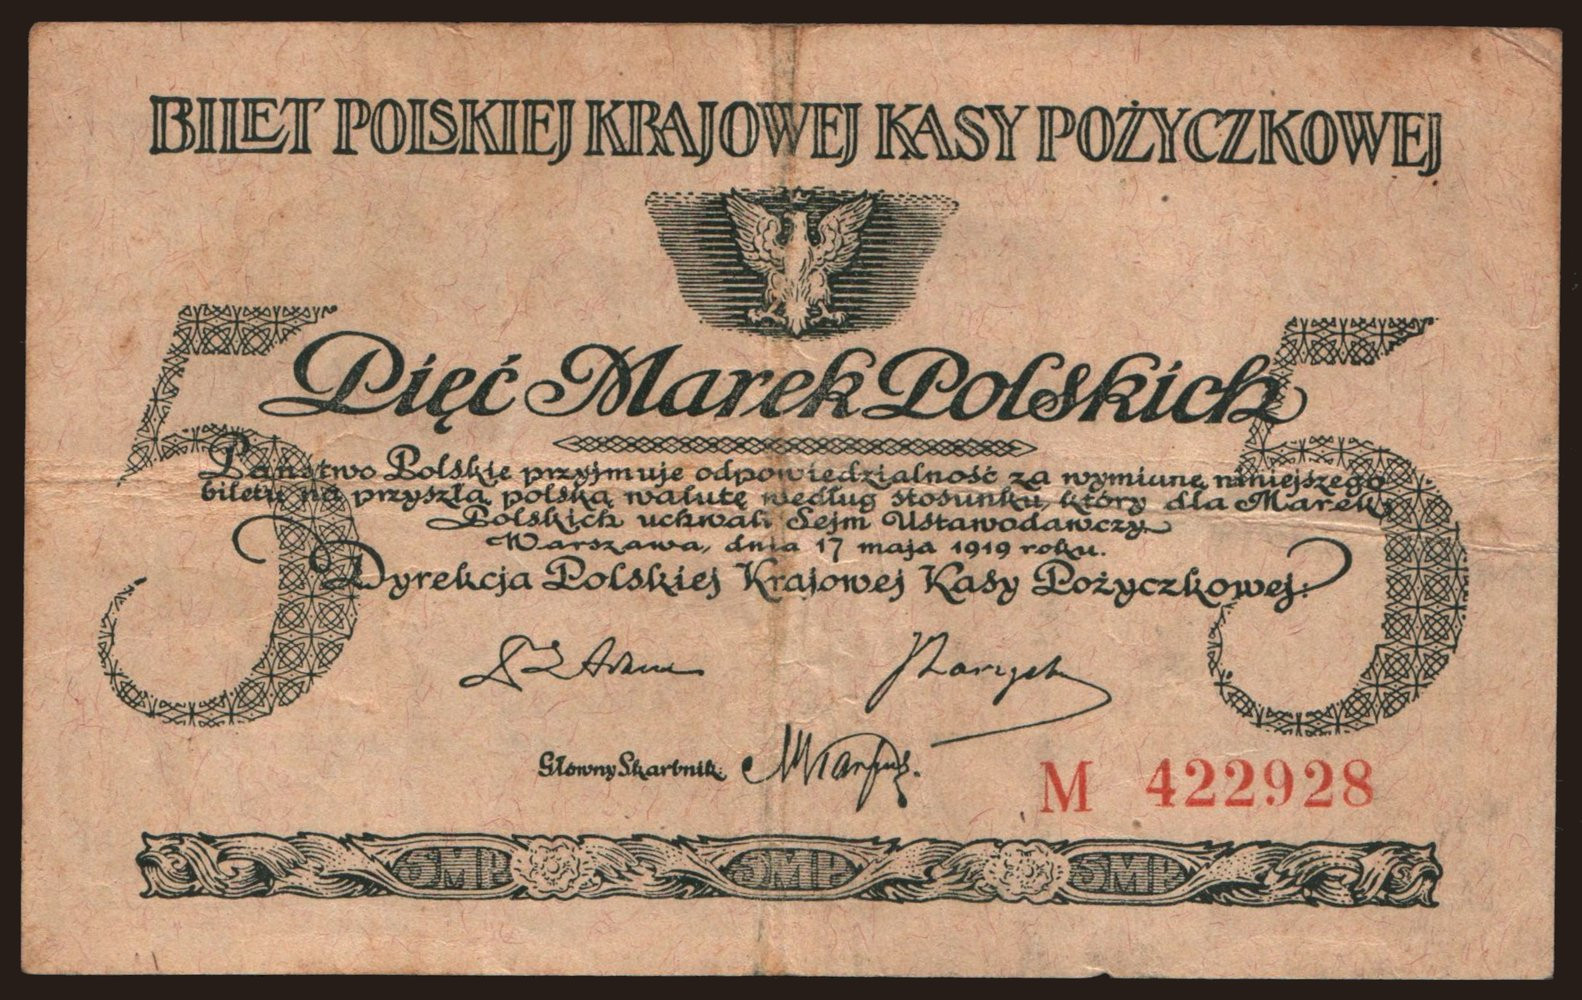 BILET POLSKIEJ KRAJOWEJ KASY POŻYCZKOWEJ
5 5
Pięć Marek Polskich
Państwo Polskie przyjmuje odpowiedzialność za wymianę niniejszego
biletu na przyszłą polską walutę według stosunku, który dla Marek
Polskich uchwali Sejm Ustawodawczy
Warszawa, dnia 17 maja 1919 roku.
Dyrekcja Polskiej Krajowej Kasy Pożyczkowej:
Główny Skarbnik:
M 422928
5MP 5MP 5MP